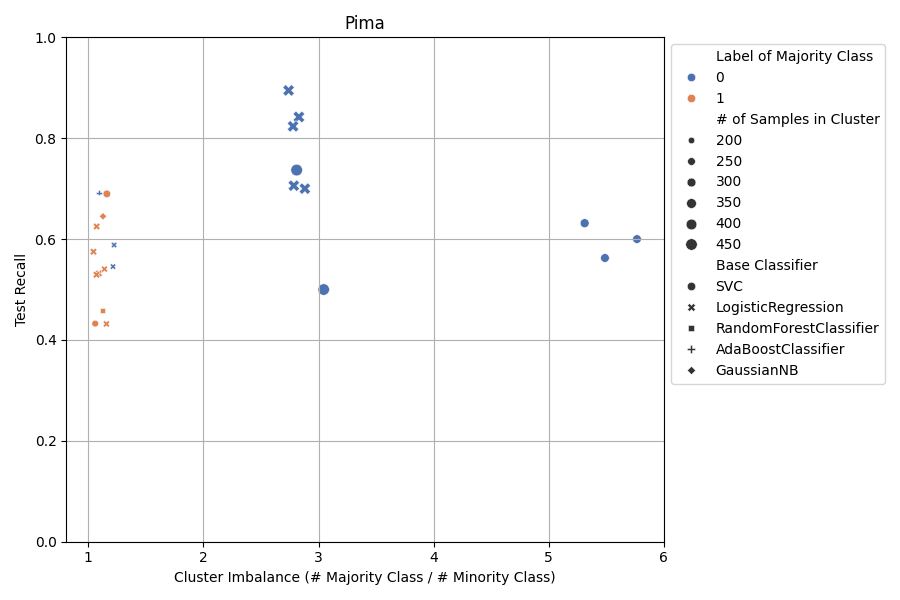 Pima
1.0
0.8
0.6
0.4
0.2
0.0
Test Recall
1
2
3
4
5
6
Cluster Imbalance (# Majority Class / # Minority Class)
Label of Majority Class
0
1
# of Samples in Cluster
200
250
300
350
400
450
Base Classifier
SVC
LogisticRegression
RandomForestClassifier
AdaBoostClassifier
GaussianNB